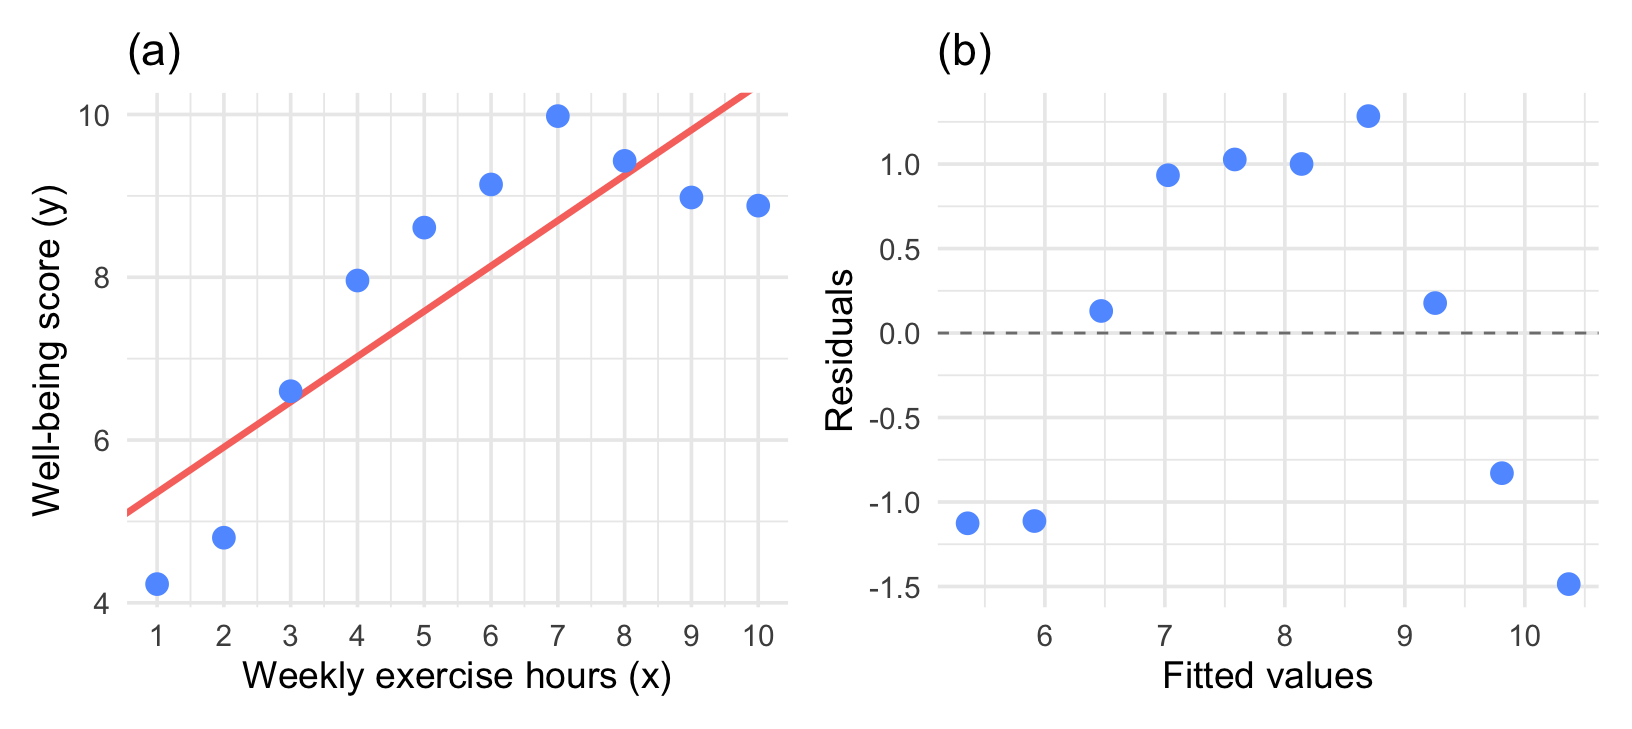 (a)
Well-being score (y)
10
8
6
4
1 2 3 4 5 6 7 8 9 10
Weekly exercise hours (x)
(b)
Residuals
1.0
0.5
0.0
-0.5
-1.0
-1.5
6 7 8 9 10
Fitted values